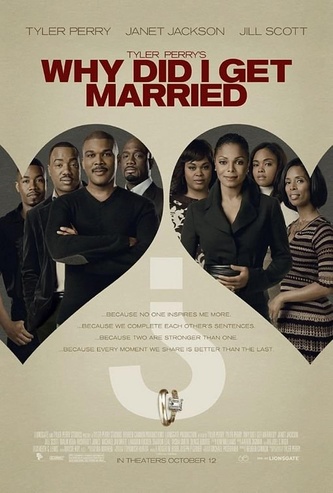 TYLER PERRY JANET JACKSON JILL SCOTT
TYLER PERRY'S
WHY DID I GET
MARRIED
?
...BECAUSE NO ONE INSPIRES ME MORE.
...BECAUSE WE COMPLETE EACH OTHER'S SENTENCES.
...BECAUSE TWO ARE STRONGER THAN ONE.
...BECAUSE EVERY MOMENT WE SHARE IS BETTER THAN THE LAST.
IN THEATERS OCTOBER 12
LIONSGATE